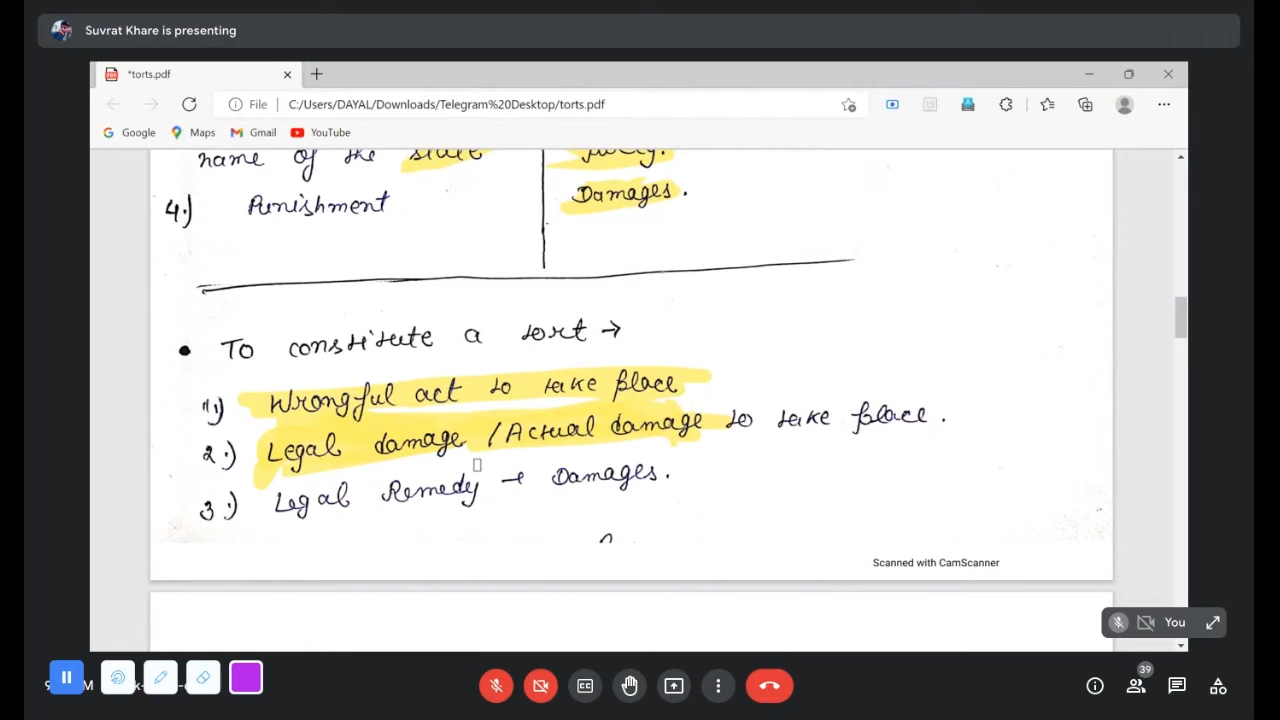 Suvrat Khare is presenting
*torts.pdf
File
C:/Users/DAYAL/Downloads/Telegram%20Desktop/torts.pdf
Google Maps Gmail YouTube
name of the state
4.) Punishment
Damages.
• To constitute a tort →
1) Wrongful act to take place
2.) Legal damage / Actual damage to take place.
3.) Legal Remedy → Damages.
Scanned with CamScanner
You
39